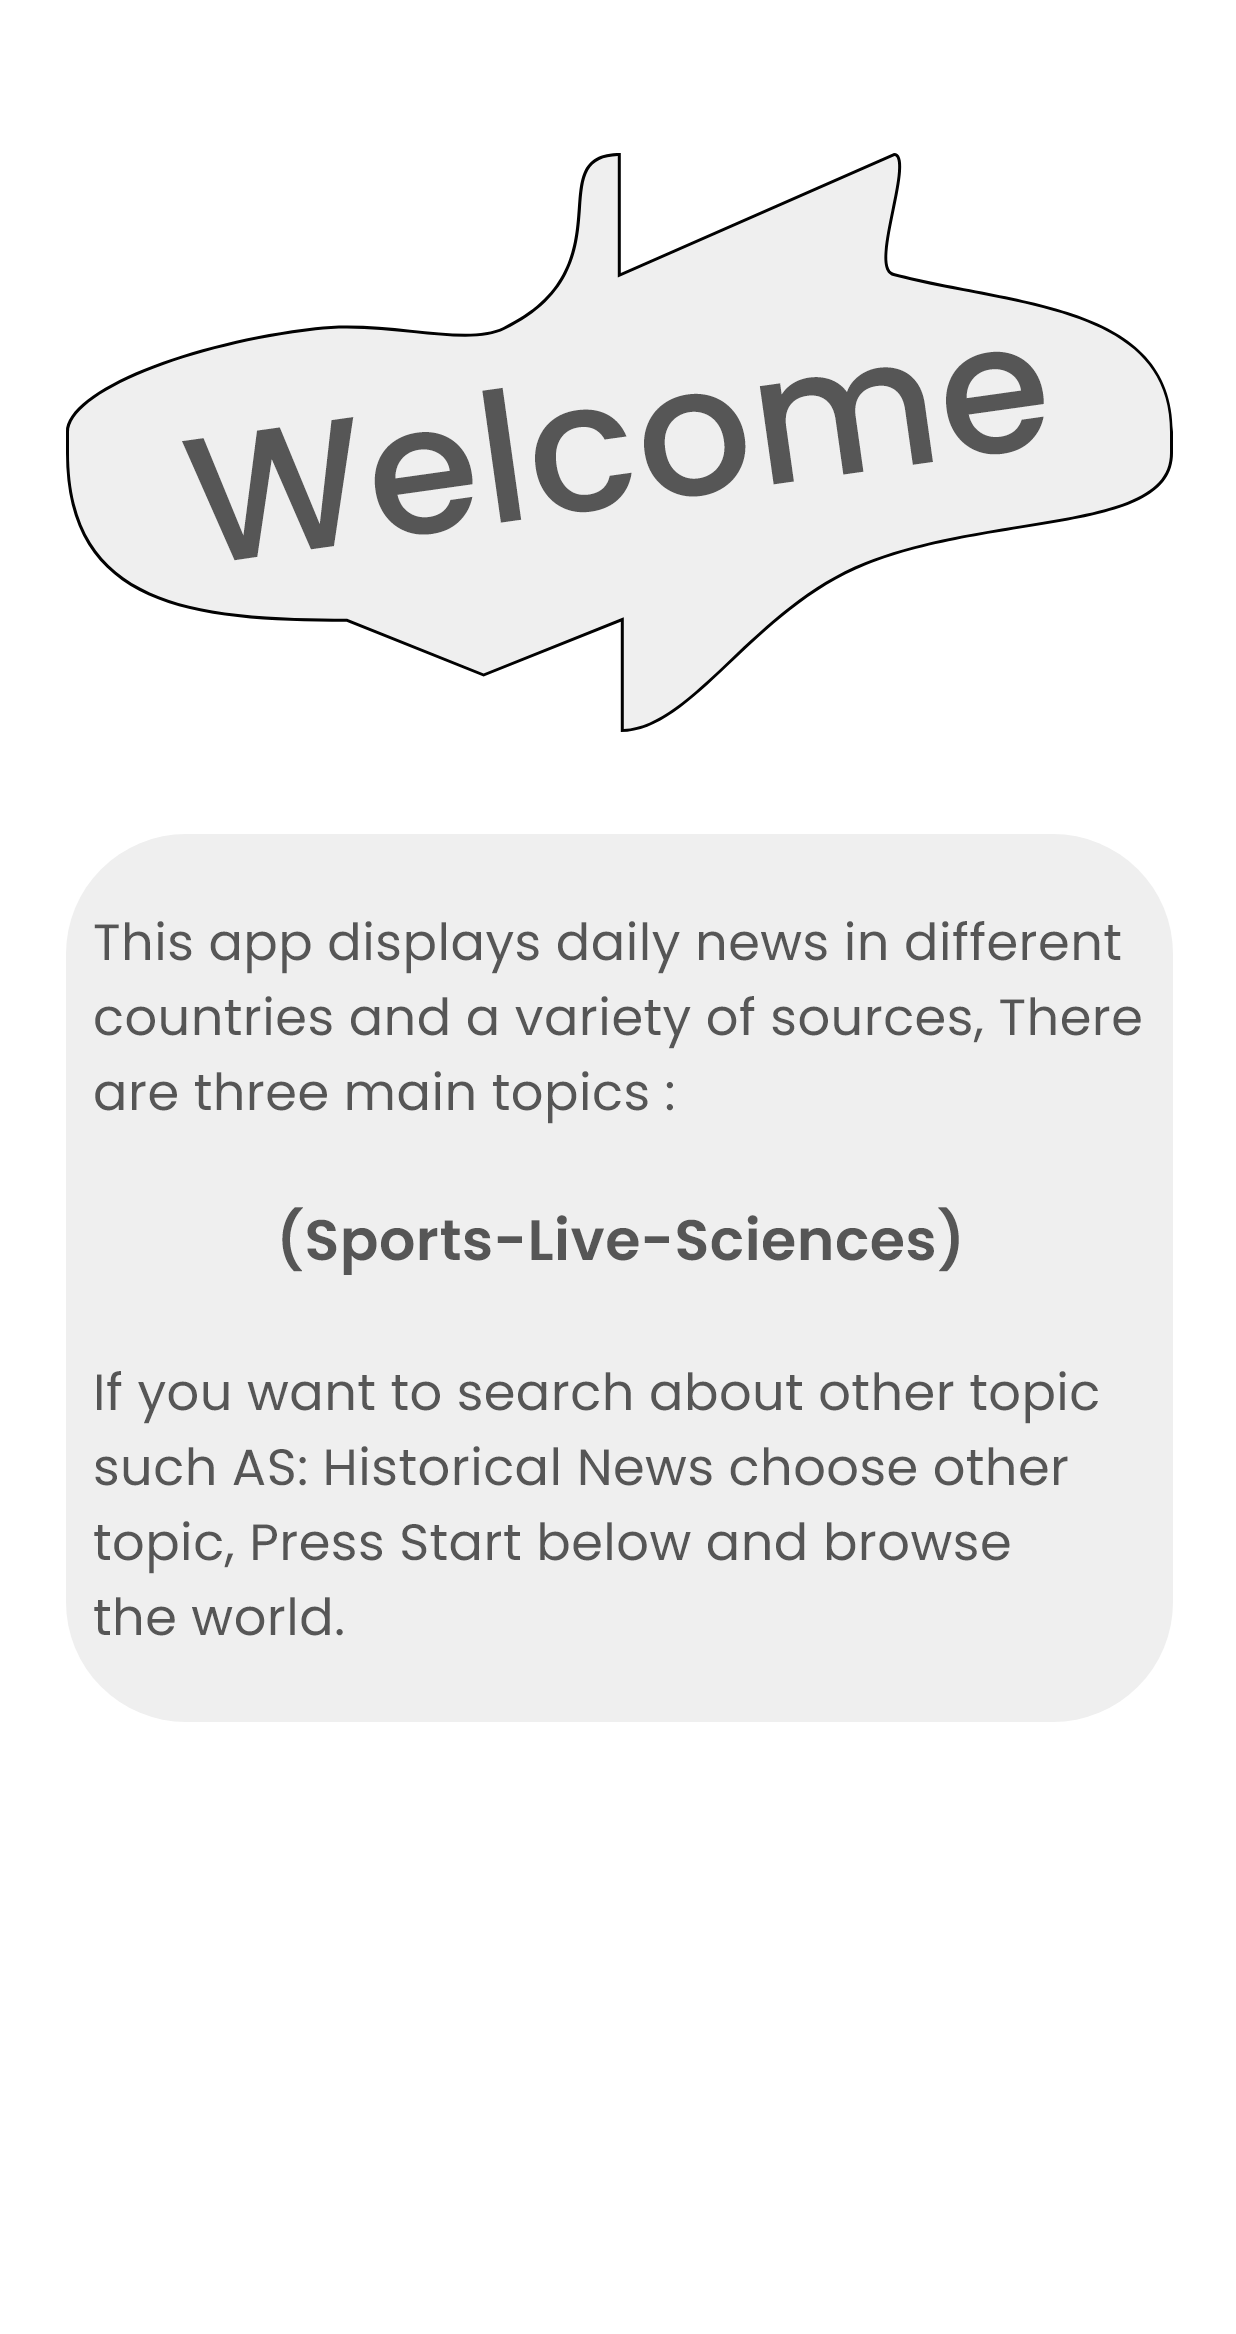 Welcome
This app displays daily news in different
countries and a variety of sources, There
are three main topics :
(Sports-Live-Sciences)
If you want to search about other topic
such AS: Historical News choose other
topic, Press Start below and browse
the world.